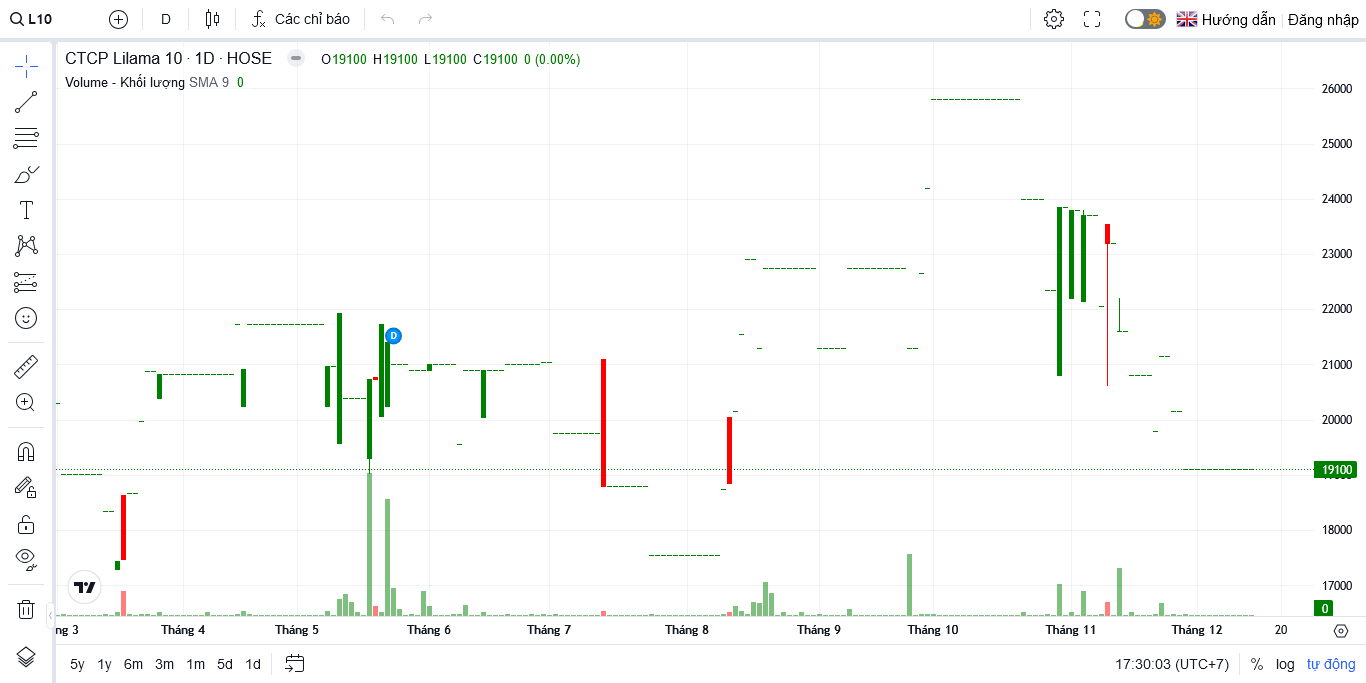 L10 D Các chỉ báo Hướng dẫn Đăng nhập
CTCP Lilama 10 · 1D · HOSE O19100 H19100 L19100 C19100 0 (0.00%)
Volume - Khối lượng SMA 9 0
26000
25000
24000
23000
22000
D
21000
20000
19100
18000
17000
0
ng 3 Tháng 4 Tháng 5 Tháng 6 Tháng 7 Tháng 8 Tháng 9 Tháng 10 Tháng 11 Tháng 12 20
5y 1y 6m 3m 1m 5d 1d 17:30:03 (UTC+7) % log tự động